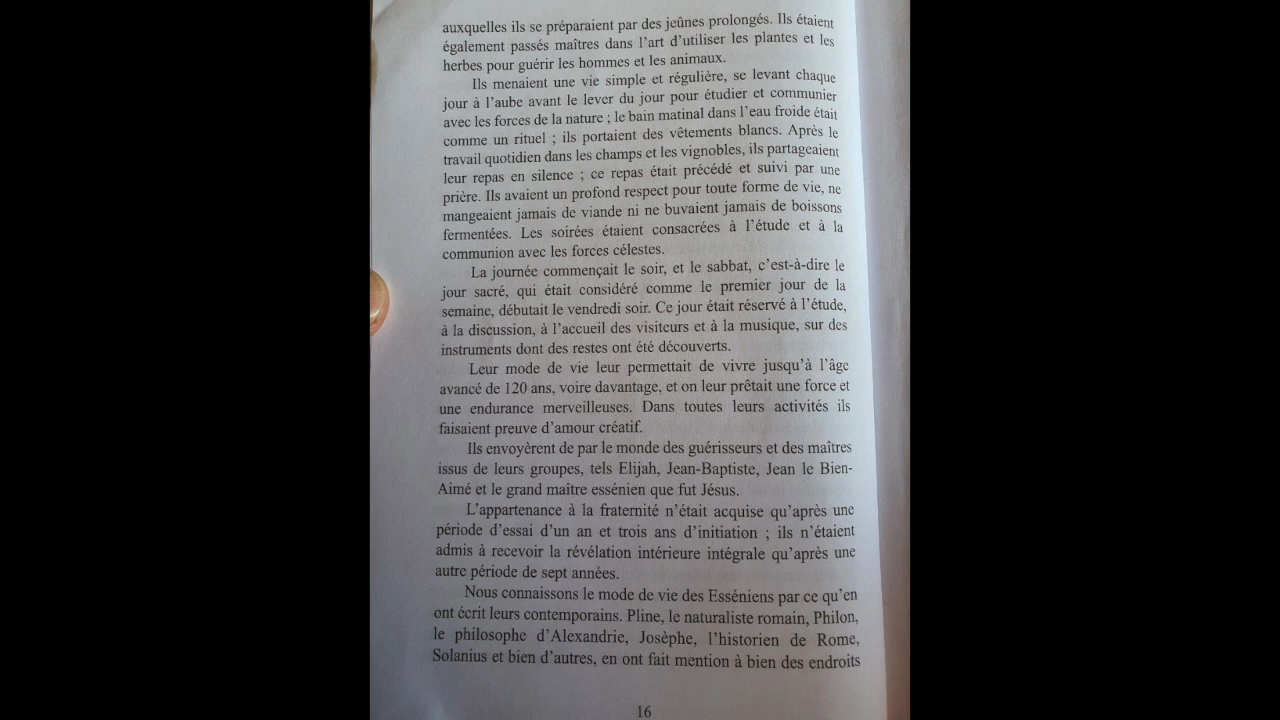 auxquelles ils se préparaient par des jeûnes prolongés. Ils étaient
également passés maîtres dans l’art d’utiliser les plantes et les
herbes pour guérir les hommes et les animaux.
Ils menaient une vie simple et régulière, se levant chaque
jour à l’aube avant le lever du jour pour étudier et communier
avec les forces de la nature ; le bain matinal dans l’eau froide était
comme un rituel ; ils portaient des vêtements blancs. Après le
travail quotidien dans les champs et les vignobles, ils partageaient
leur repas en silence ; ce repas était précédé et suivi par une
prière. Ils avaient un profond respect pour toute forme de vie, ne
mangeaient jamais de viande ni ne buvaient jamais de boissons
fermentées. Les soirées étaient consacrées à l’étude et à la
communion avec les forces célestes.
La journée commençait le soir, et le sabbat, c’est-à-dire le
jour sacré, qui était considéré comme le premier jour de la
semaine, débutait le vendredi soir. Ce jour était réservé à l’étude,
à la discussion, à l’accueil des visiteurs et à la musique, sur des
instruments dont des restes ont été découverts.
Leur mode de vie leur permettait de vivre jusqu’à l’âge
avancé de 120 ans, voire davantage, et on leur prêtait une force et
une endurance merveilleuses. Dans toutes leurs activités ils
faisaient preuve d’amour créatif.
Ils envoyèrent de par le monde des guérisseurs et des maîtres
issus de leurs groupes, tels Elijah, Jean-Baptiste, Jean le Bien-
Aimé et le grand maître essénien que fut Jésus.
L’appartenance à la fraternité n’était acquise qu’après une
période d’essai d’un an et trois ans d’initiation ; ils n’étaient
admis à recevoir la révélation intérieure intégrale qu’après une
autre période de sept années.
Nous connaissons le mode de vie des Esséniens par ce qu’en
ont écrit leurs contemporains. Pline, le naturaliste romain, Philon,
le philosophe d’Alexandrie, Josèphe, l’historien de Rome,
Solanius et bien d’autres, en ont fait mention à bien des endroits
16